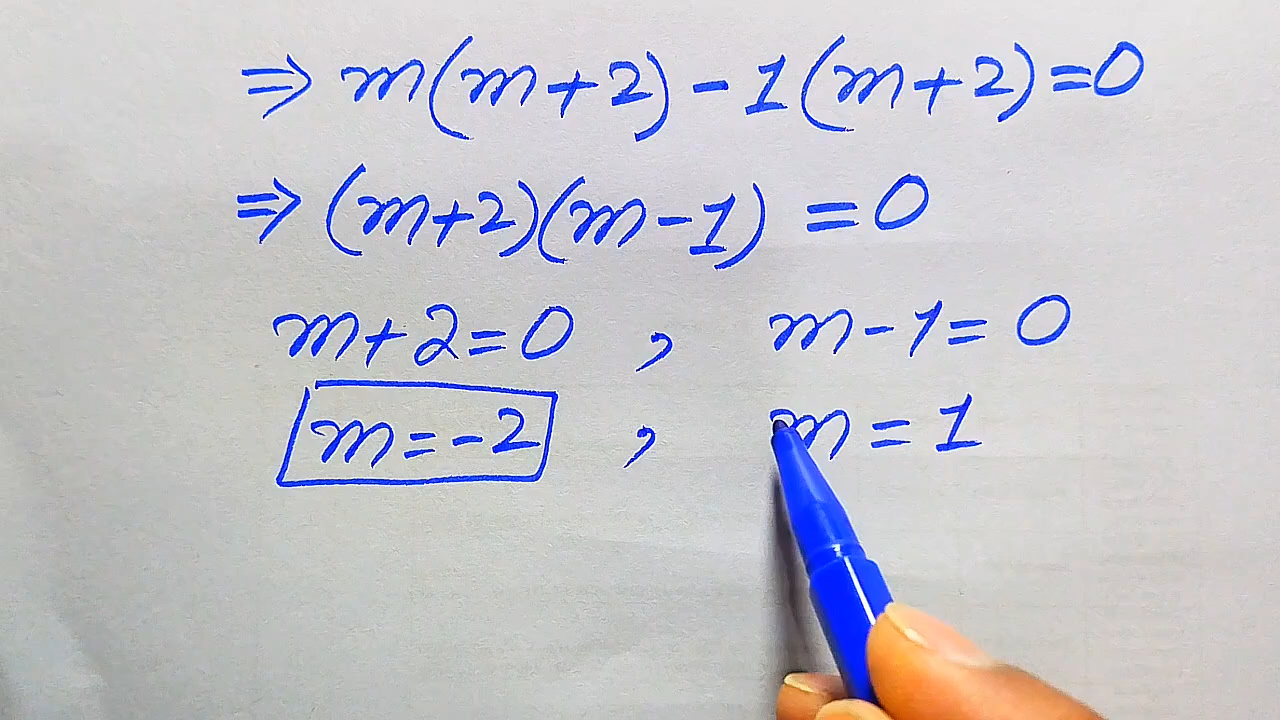 ⇒ m(m+2)-1(m+2)=0
⇒ (m+2)(m-1) = 0
m+2=0 , m-1=0
m=-2 , m=1